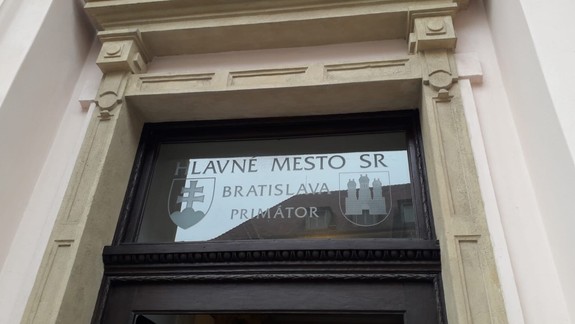 HLAVNÉ MESTO SR
BRATISLAVA
PRIMÁTOR